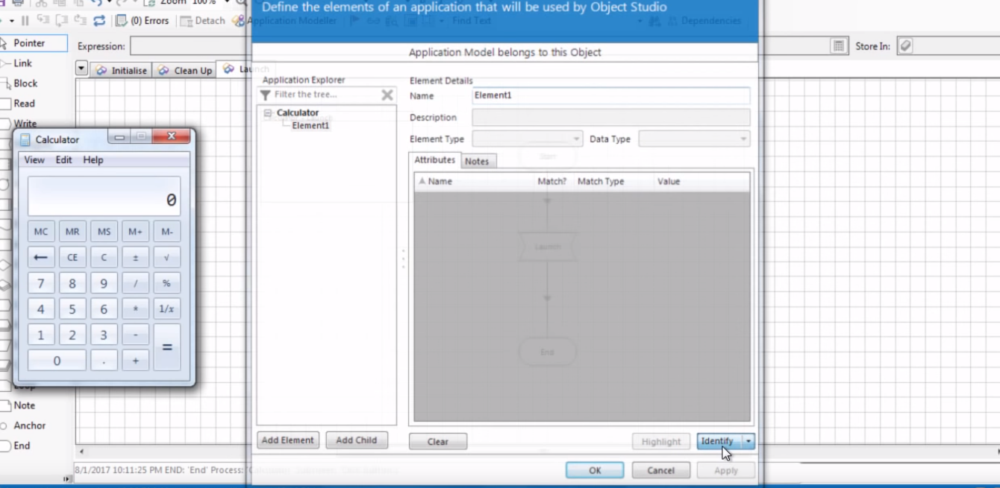 Zoom 100%
Define the elements of an application that will be used by Object Studio
(0) Errors
Detach
Application Modeller
Find Text
Dependencies
Pointer
Expression:
Store In:
Application Model belongs to this Object
Link
Initialise
Clean Up
Launch
Application Explorer
Element Details
Block
Filter the tree...
Name
Element1
Read
Calculator
Description
Write
Element1
Element Type
Data Type
Calculator
View Edit Help
Attributes
Notes
Name
Match?
Match Type
Value
0
MC MR MS M+ M-
← CE C ± √
7 8 9 / %
4 5 6 * 1/x
1 2 3 - =
0 . +
Launch
End
Loop
Note
Anchor
End
Add Element
Add Child
Clear
Highlight
Identify
8/1/2017 10:11:25 PM END: 'End' Process:
OK
Cancel
Apply